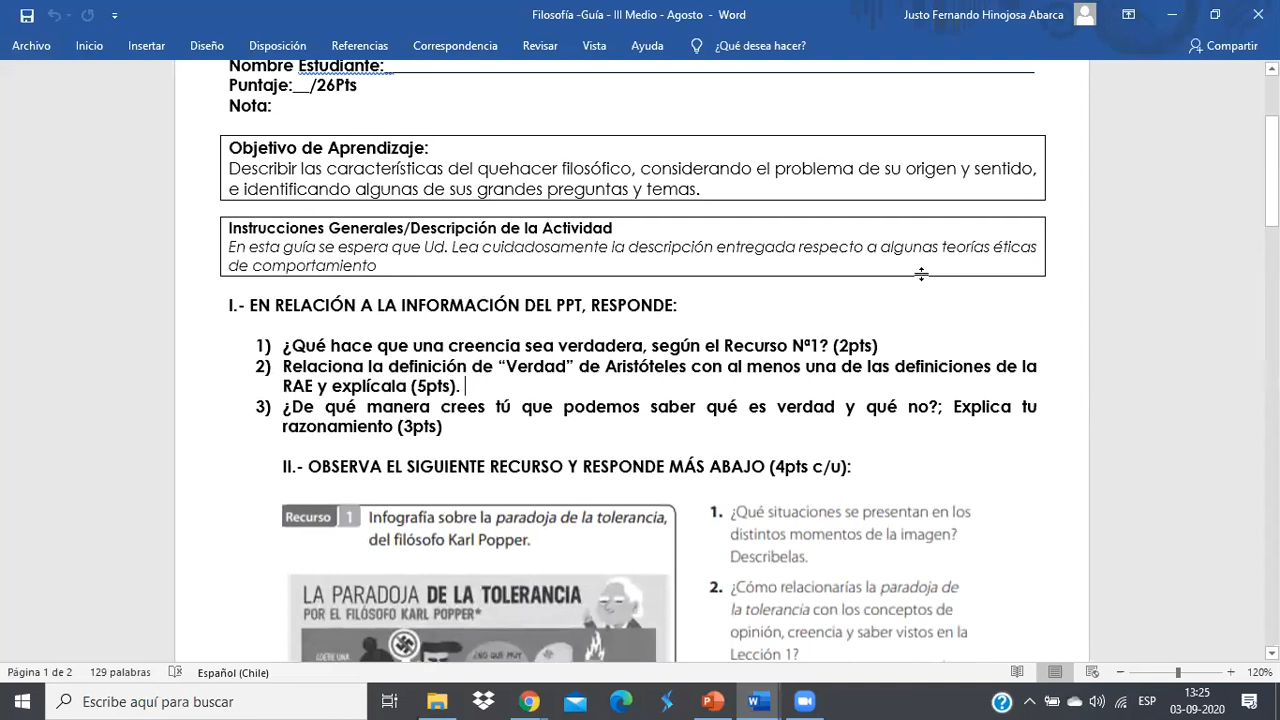 Filosofía -Guía - III Medio - Agosto - Word
Justo Fernando Hinojosa Abarca
Archivo Inicio Insertar Diseño Disposición Referencias Correspondencia Revisar Vista Ayuda ¿Qué desea hacer? Compartir
Nombre Estudiante:
Puntaje:__/26Pts
Nota:
Objetivo de Aprendizaje:
Describir las características del quehacer filosófico, considerando el problema de su origen y sentido,
e identificando algunas de sus grandes preguntas y temas.
Instrucciones Generales/Descripción de la Actividad
En esta guía se espera que Ud. Lea cuidadosamente la descripción entregada respecto a algunas teorías éticas
de comportamiento
I.- EN RELACIÓN A LA INFORMACIÓN DEL PPT, RESPONDE:
1) ¿Qué hace que una creencia sea verdadera, según el Recurso Nª1? (2pts)
2) Relaciona la definición de “Verdad” de Aristóteles con al menos una de las definiciones de la
RAE y explícala (5pts).
3) ¿De qué manera crees tú que podemos saber qué es verdad y qué no?; Explica tu
razonamiento (3pts)
II.- OBSERVA EL SIGUIENTE RECURSO Y RESPONDE MÁS ABAJO (4pts c/u):
Recurso 1 Infografía sobre la paradoja de la tolerancia,
del filósofo Karl Popper.
LA PARADOJA DE LA TOLERANCIA
POR EL FILÓSOFO KARL POPPER*
1. ¿Qué situaciones se presentan en los
distintos momentos de la imagen?
Descríbelas.
2. ¿Cómo relacionarías la paradoja de
la tolerancia con los conceptos de
opinión, creencia y saber vistos en la
Lección 1?
Página 1 de 2 129 palabras Español (Chile) 120%
Escribe aquí para buscar
ESP
13:25
03-09-2020